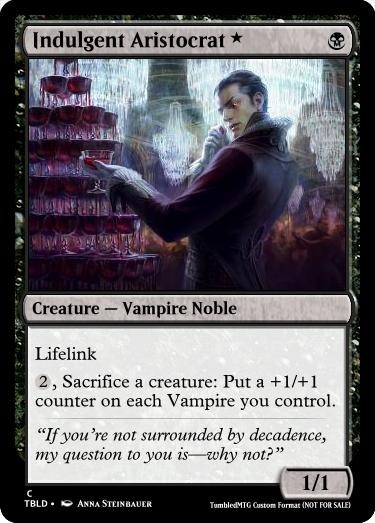 Indulgent Aristocrat ★
Creature — Vampire Noble
Lifelink
2, Sacrifice a creature: Put a +1/+1
counter on each Vampire you control.
“If you're not surrounded by decadence,
my question to you is—why not?”
1/1
C
TBLD • Anna Steinbauer
TumbledMTG Custom Format (NOT FOR SALE)